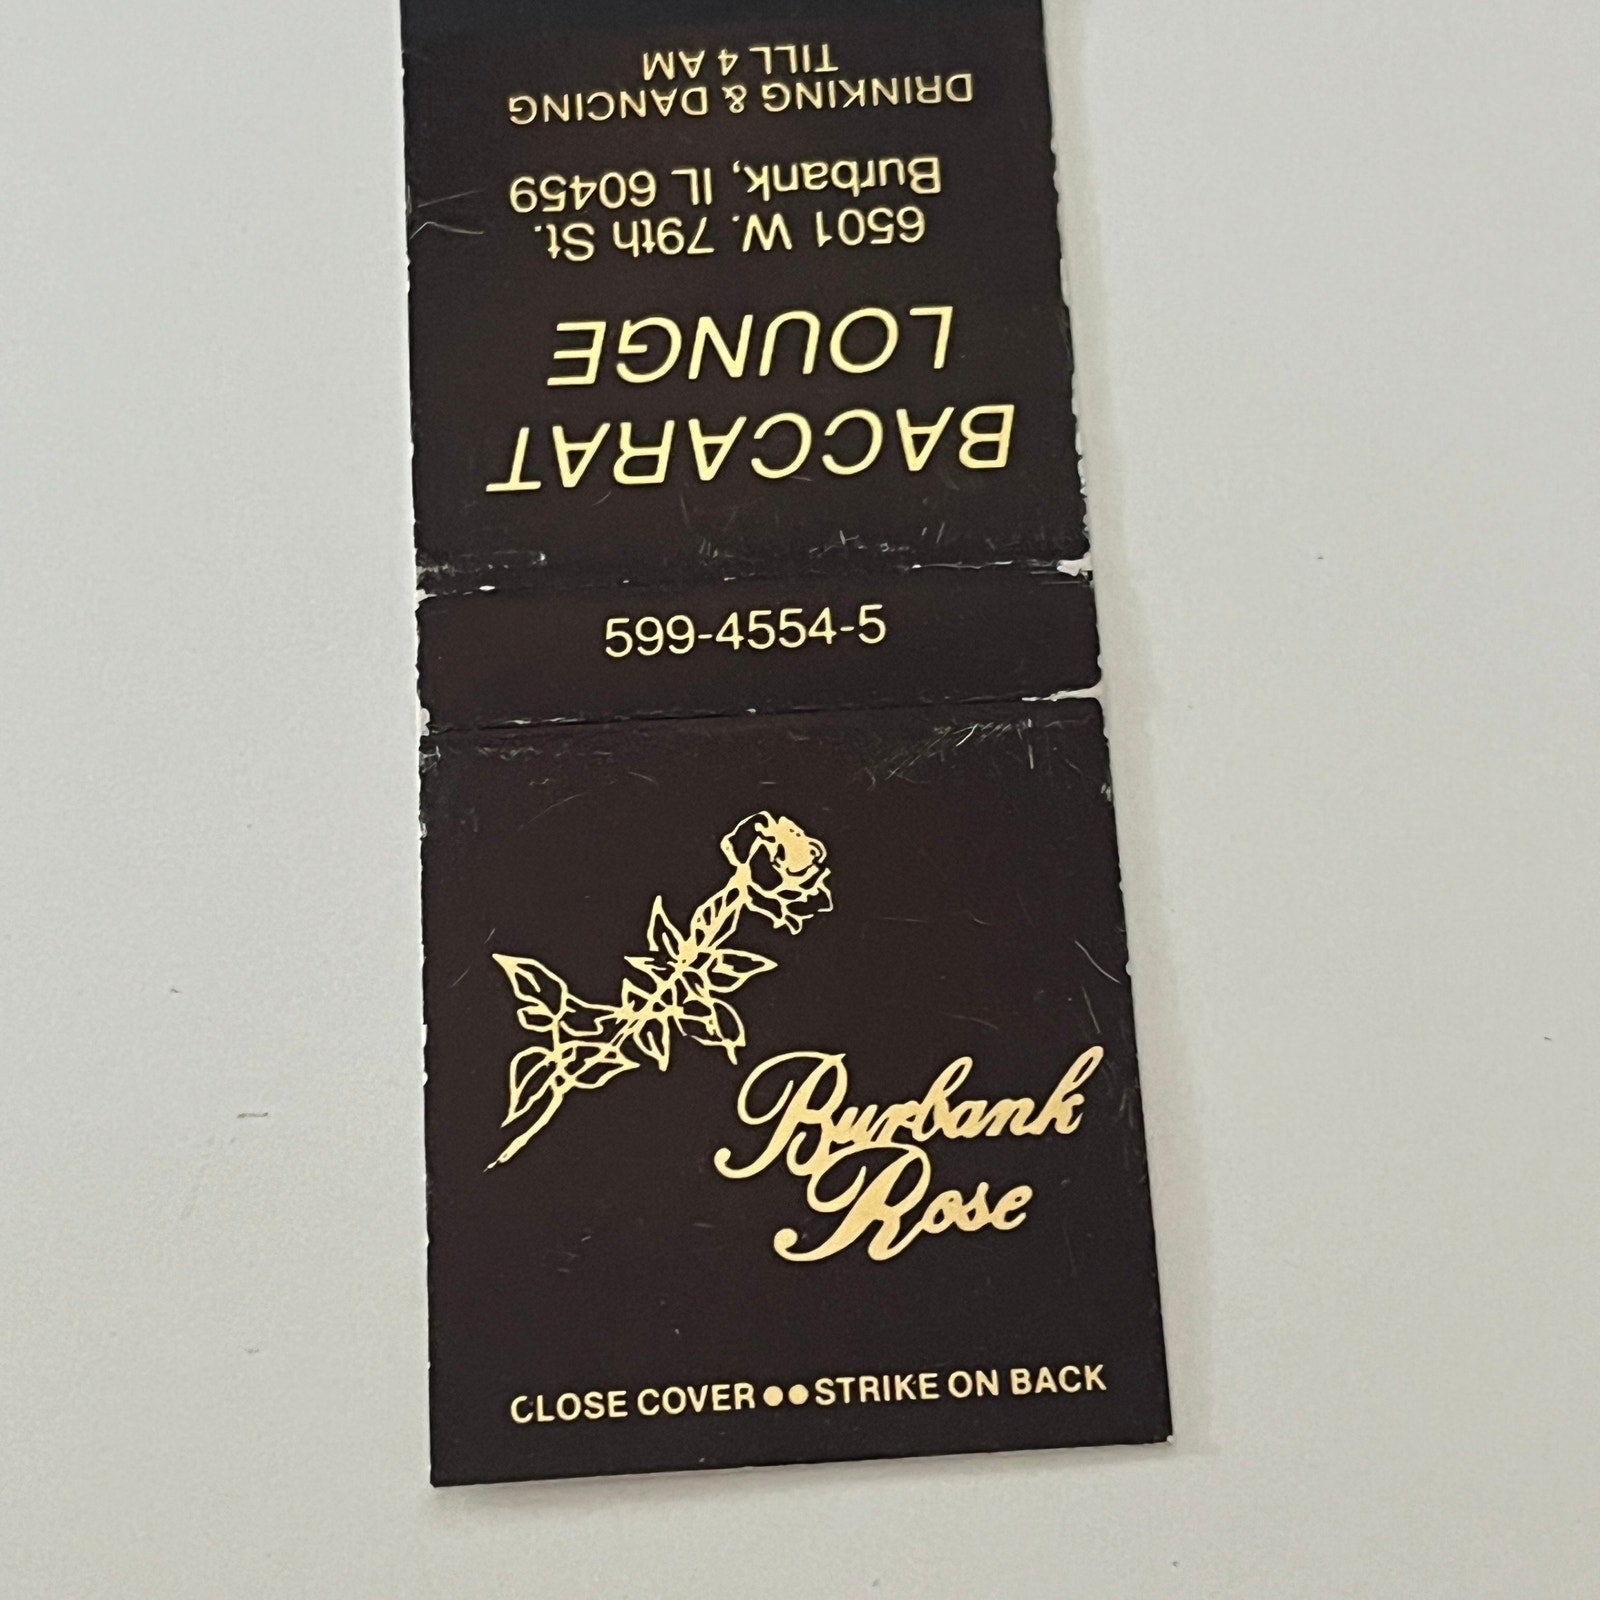 BACCARAT
LOUNGE
6501 W. 79th St.
Burbank, IL 60459
DRINKING & DANCING
TILL 4 AM
599-4554-5
Burbank
Rose
CLOSE COVER●●STRIKE ON BACK